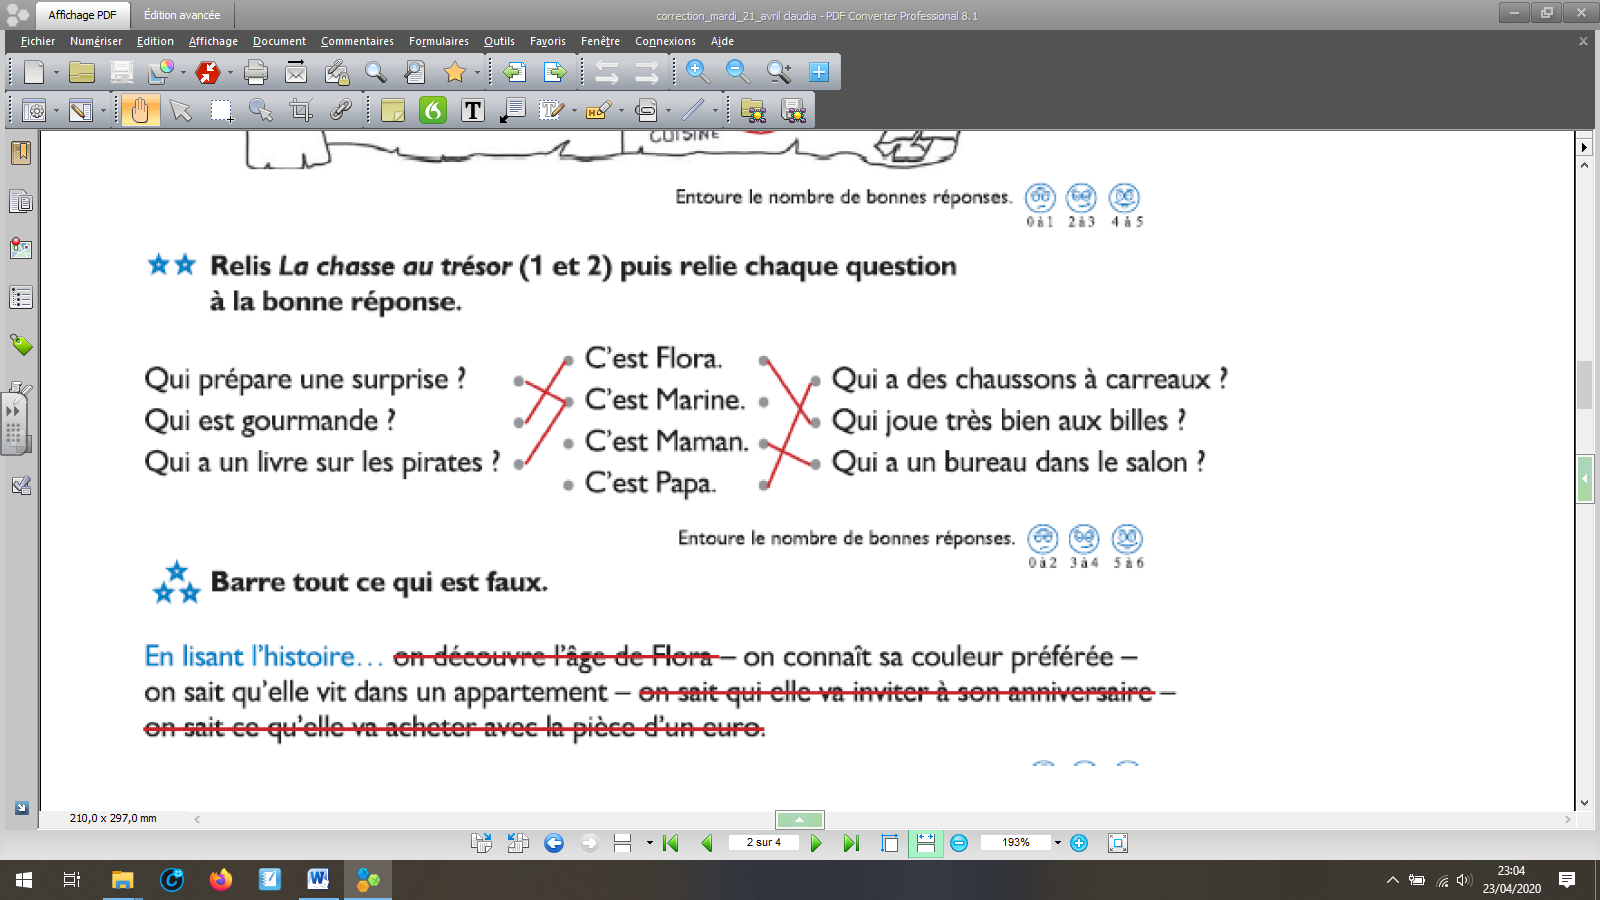 Affichage PDF
Édition avancée
correction_mardi_21_avril claudia - PDF Converter Professional 8.1
Fichier Numériser Edition Affichage Document Commentaires Formulaires Outils Favoris Fenêtre Connexions Aide
CUISINE
Entoure le nombre de bonnes réponses.
0 à 1 2 à 3 4 à 5
Relis La chasse au trésor (1 et 2) puis relie chaque question
à la bonne réponse.
Qui prépare une surprise ?
Qui est gourmande ?
Qui a un livre sur les pirates ?
C'est Flora.
C'est Marine.
C'est Maman.
C'est Papa.
Qui a des chaussons à carreaux ?
Qui joue très bien aux billes ?
Qui a un bureau dans le salon ?
Entoure le nombre de bonnes réponses.
0 à 2 3 à 4 5 à 6
Barre tout ce qui est faux.
En lisant l'histoire… on découvre l'âge de Flora – on connaît sa couleur préférée –
on sait qu'elle vit dans un appartement – on sait qui elle va inviter à son anniversaire –
on sait ce qu'elle va acheter avec la pièce d'un euro.
210,0 x 297,0 mm
2 sur 4
193%
23:04
23/04/2020